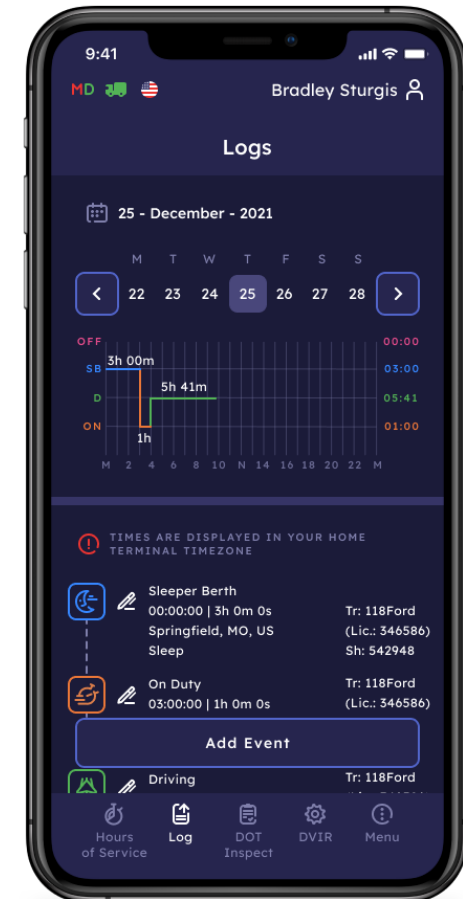 9:41
MD
Bradley Sturgis
Logs
25 - December - 2021
M T W T F S S
22 23 24 25 26 27 28
OFF 00:00
3h 00m
SB 03:00
5h 41m
D 05:41
ON 01:00
1h
M 2 4 6 8 10 N 14 16 18 20 22 M
TIMES ARE DISPLAYED IN YOUR HOME
TERMINAL TIMEZONE
Sleeper Berth
00:00:00 | 3h 0m 0s Tr: 118Ford
Springfield, MO, US (Lic.: 346586)
Sleep Sh: 542948
On Duty Tr: 118Ford
03:00:00 | 1h 0m 0s (Lic.: 346586)
Add Event
Driving Tr: 118Ford
Hours of Service
Log
DOT Inspect
DVIR
Menu